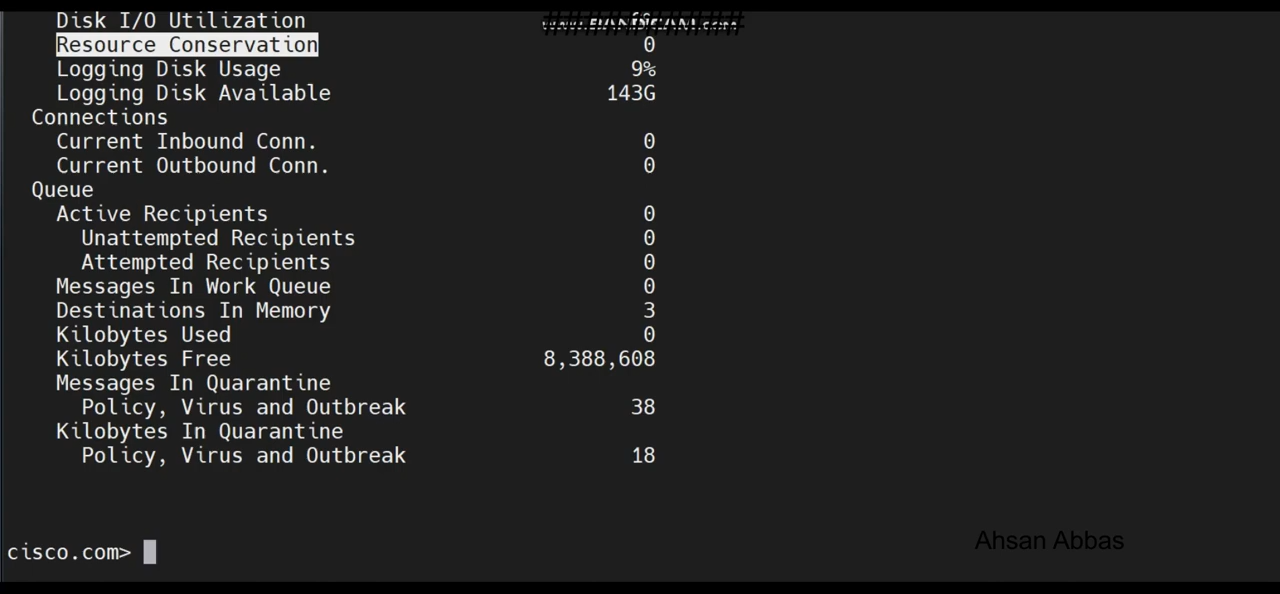 Disk I/O Utilization
Resource Conservation 0
Logging Disk Usage 9%
Logging Disk Available 143G
Connections
Current Inbound Conn. 0
Current Outbound Conn. 0
Queue
Active Recipients 0
Unattempted Recipients 0
Attempted Recipients 0
Messages In Work Queue 0
Destinations In Memory 3
Kilobytes Used 0
Kilobytes Free 8,388,608
Messages In Quarantine
Policy, Virus and Outbreak 38
Kilobytes In Quarantine
Policy, Virus and Outbreak 18
Ahsan Abbas
cisco.com>